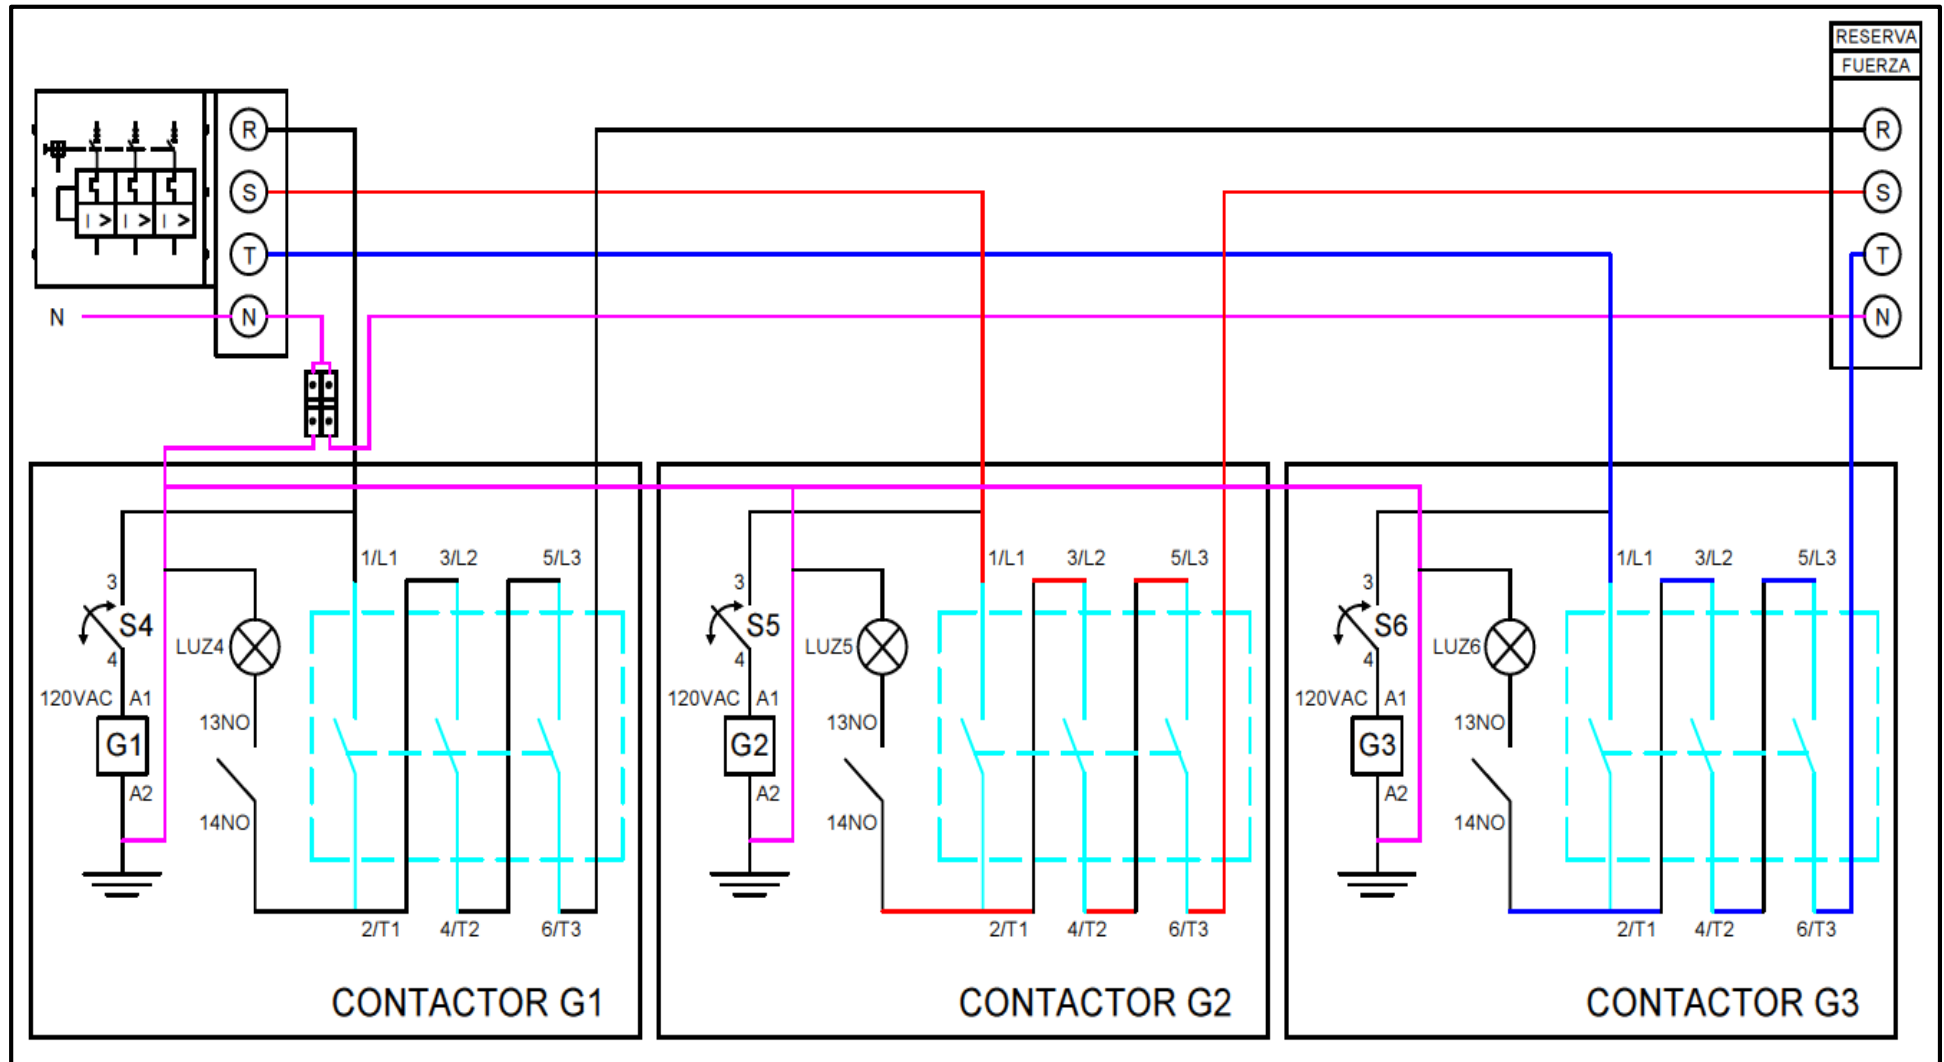 RESERVA
FUERZA
R
S
T
N
N
R
S
T
N
I >
I >
I >
1/L1
3/L2
5/L3
3
S4
4
LUZ4
120VAC
A1
G1
A2
13NO
14NO
2/T1
4/T2
6/T3
CONTACTOR G1
1/L1
3/L2
5/L3
3
S5
4
LUZ5
120VAC
A1
G2
A2
13NO
14NO
2/T1
4/T2
6/T3
CONTACTOR G2
1/L1
3/L2
5/L3
3
S6
4
LUZ6
120VAC
A1
G3
A2
13NO
14NO
2/T1
4/T2
6/T3
CONTACTOR G3